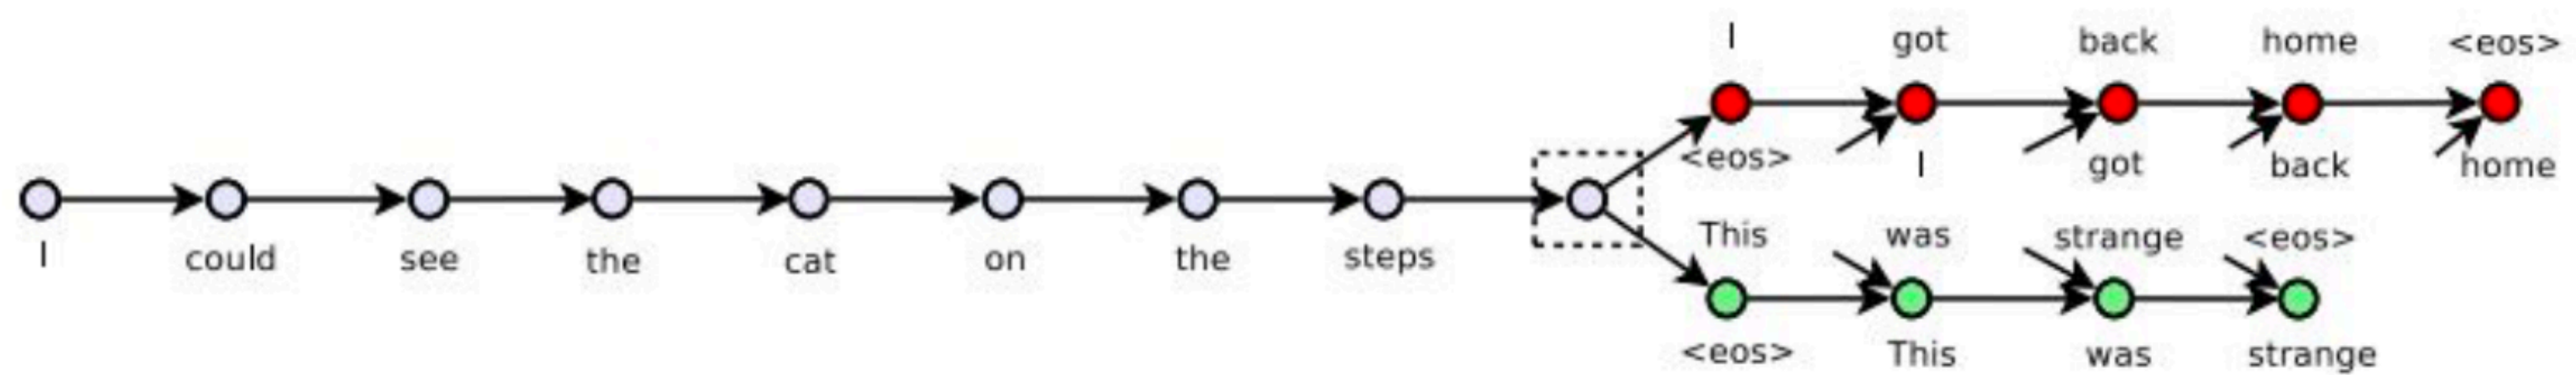 I got back home <eos>
<eos> I got back home
I could see the cat on the steps
This was strange <eos>
<eos> This was strange